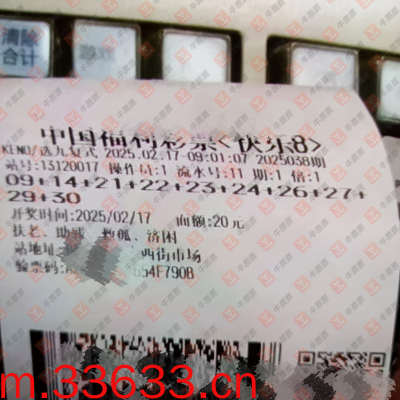 清除
合计
中国福利彩票<快乐8>
选九复式 2025.02.17-09:01:07 2025038期
站号:13120017 操作员:1 流水号:11 期:1 倍:1
09+14+21+22+23+24+26+27+
29+30
开奖时间:2025/02/17 面额:20元
扶老、助残、救孤、济困
站地址: 西街市场
验票码: 54F790B
m.33633.cn